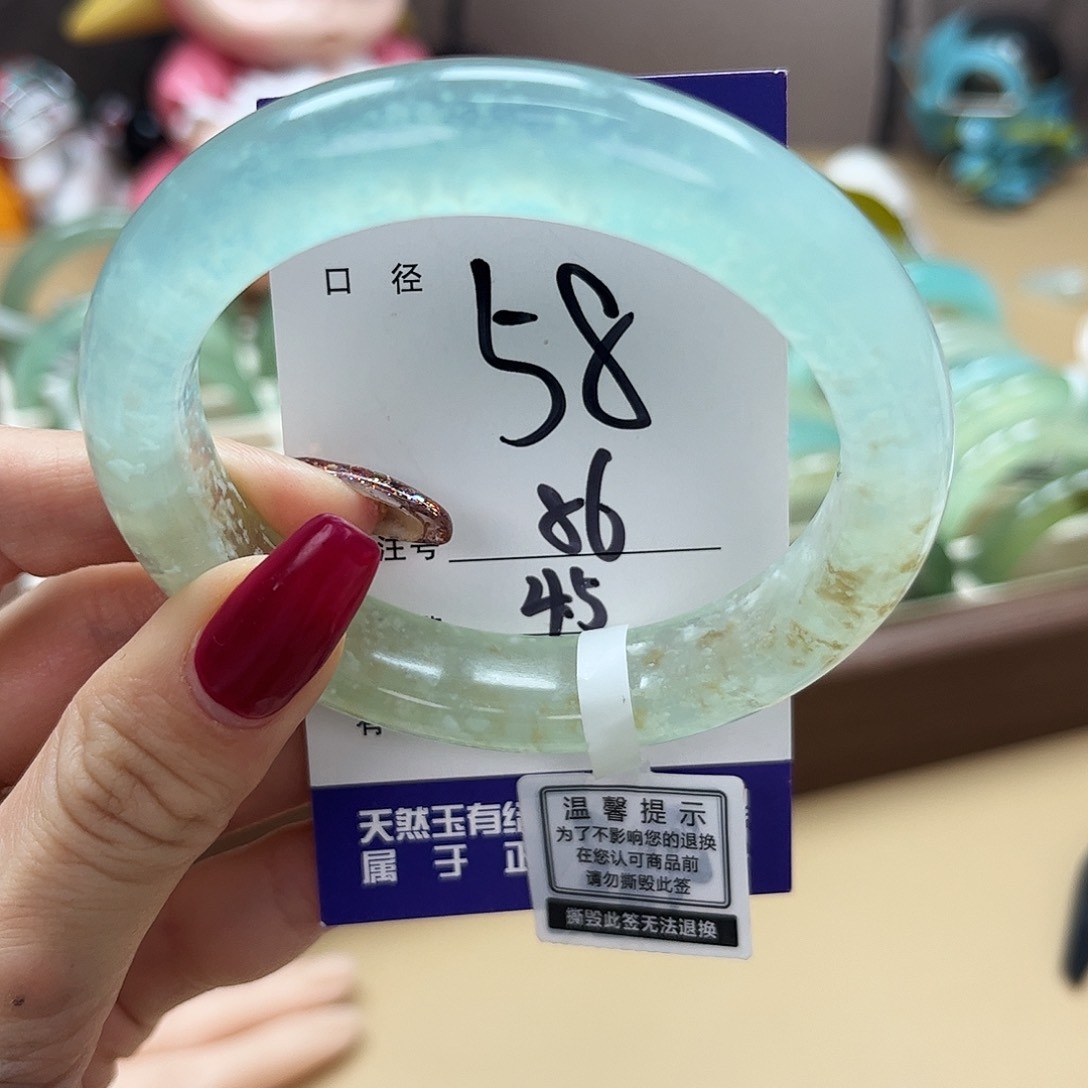 口 径
58
86
注号
45
天然玉有
属 于
温 馨 提 示
为了不影响您的退换
在您认可商品前
请勿撕毁此签
撕毁此签无法退换